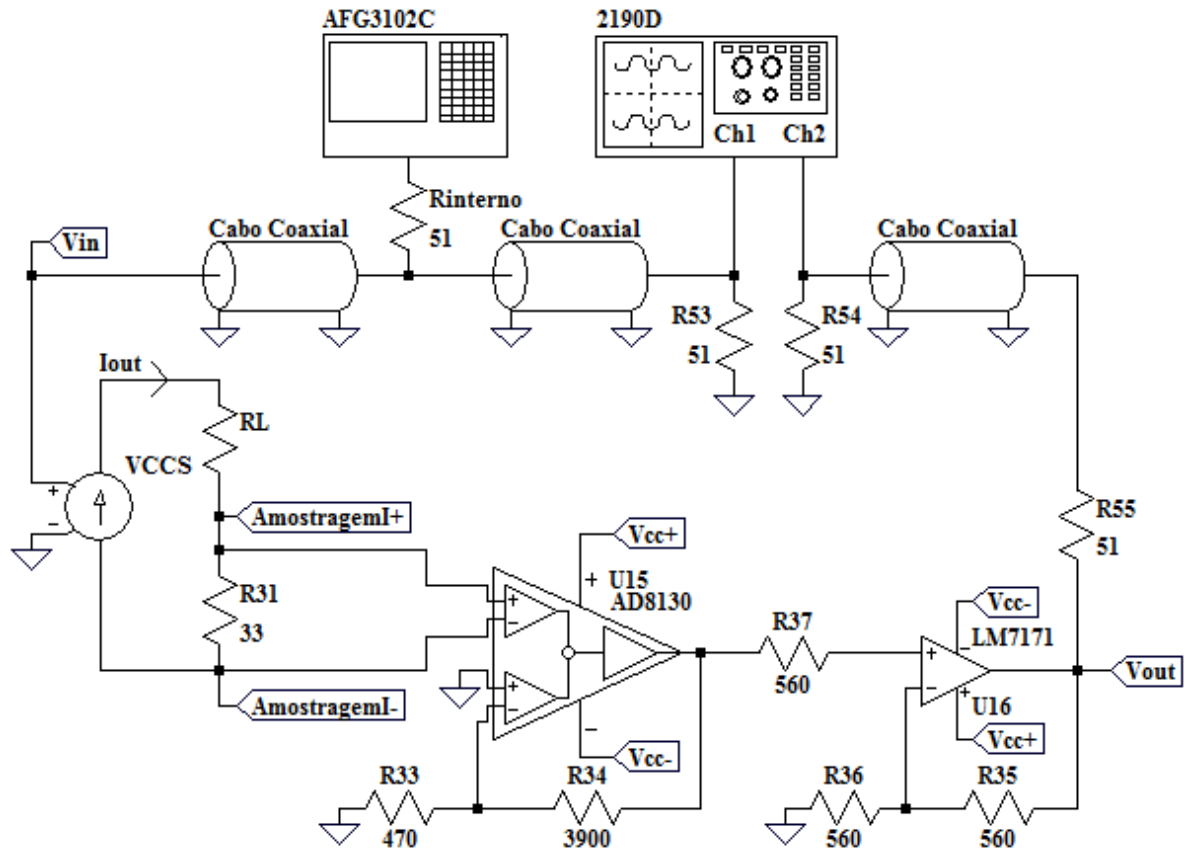 AFG3102C
2190D
Ch1 Ch2
Rinterno
51
Vin
Cabo Coaxial
Cabo Coaxial
Cabo Coaxial
R53
51
R54
51
Iout
RL
VCCS
+
−
AmostragemI+
Vcc+
R55
51
R31
33
+
U15
AD8130
+
−
+
−
R37
560
Vcc-
−
LM7171
+
−
Vout
AmostragemI-
+
U16
Vcc+
−
Vcc-
R33
470
R34
3900
R36
560
R35
560